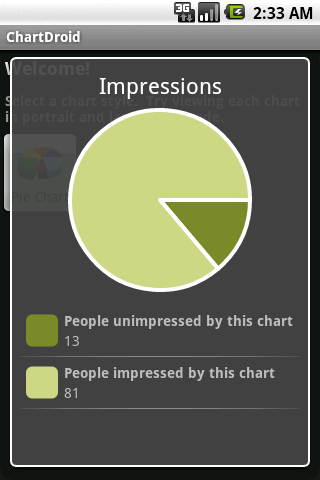 3G
2:33 AM
ChartDroid
Welcome!
Select a chart style. Try viewing each chart
in portrait and
Pie Chart
Impressions
People unimpressed by this chart
13
People impressed by this chart
81